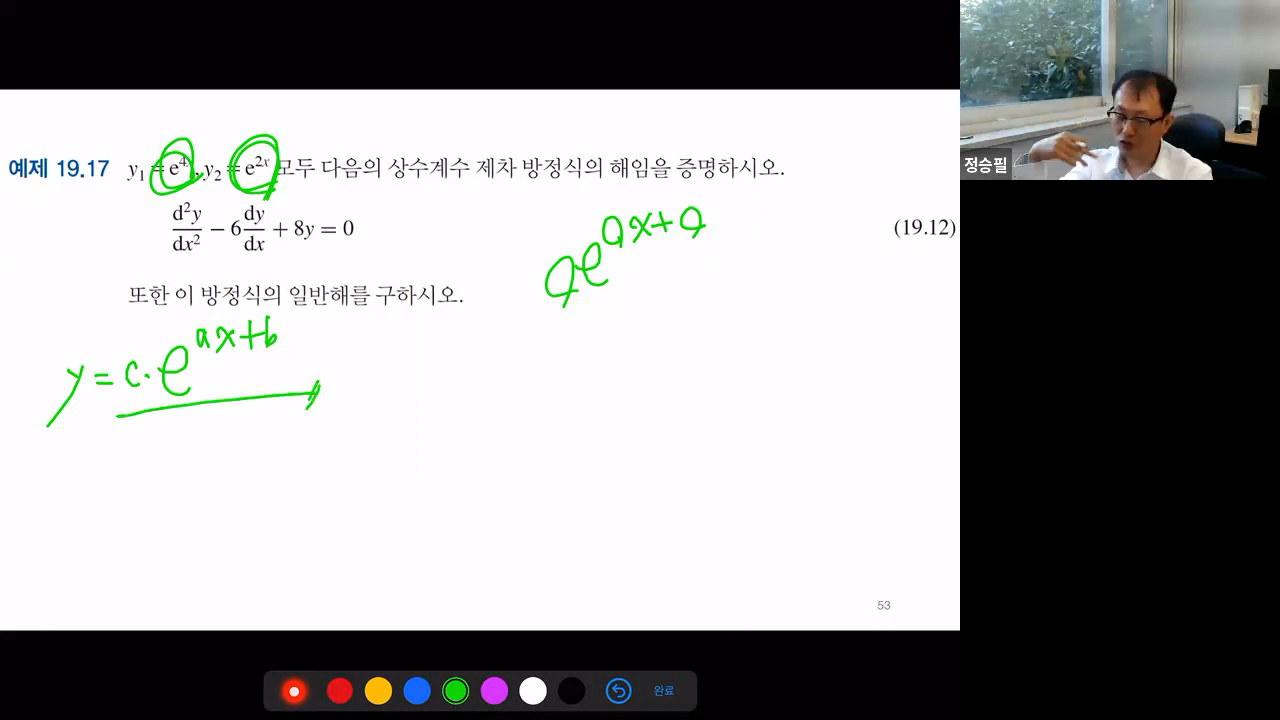 예제 19.17 y₁ = e⁴ˣ, y₂ = e²ˣ 모두 다음의 상수계수 제차 방정식의 해임을 증명하시오.
d²y/dx² − 6 dy/dx + 8y = 0 (19.12)
또한 이 방정식의 일반해를 구하시오.
y = c · e^(ax+b)
정승필
53
완료